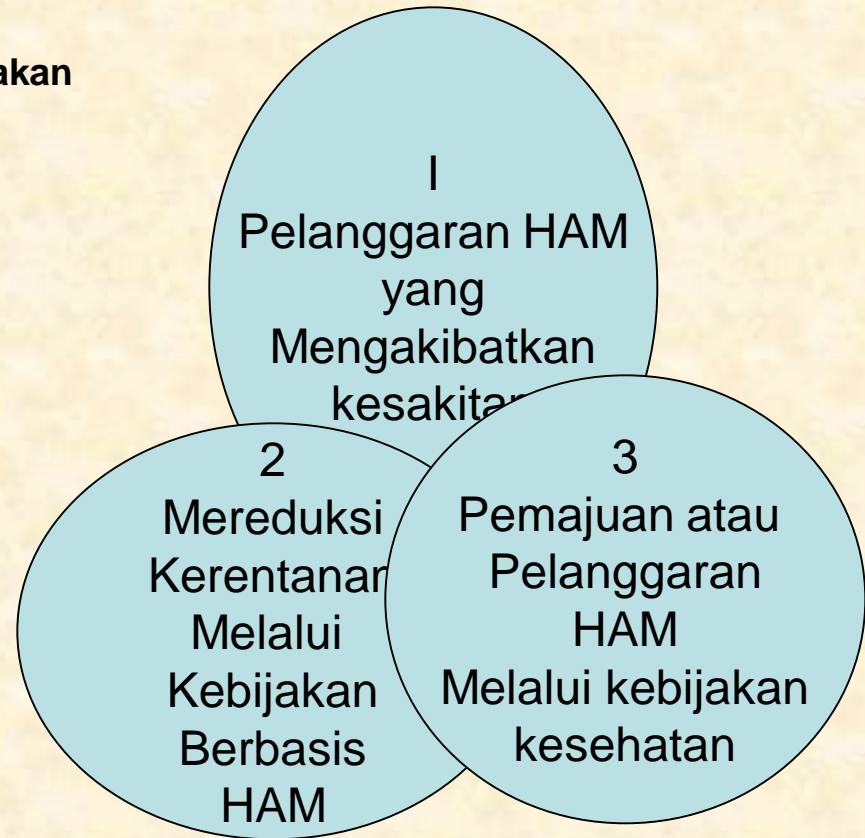 akan
I
Pelanggaran HAM
yang
Mengakibatkan
kesakita
2
Mereduksi
Kerentanan
Melalui
Kebijakan
Berbasis
HAM
3
Pemajuan atau
Pelanggaran
HAM
Melalui kebijakan
kesehatan